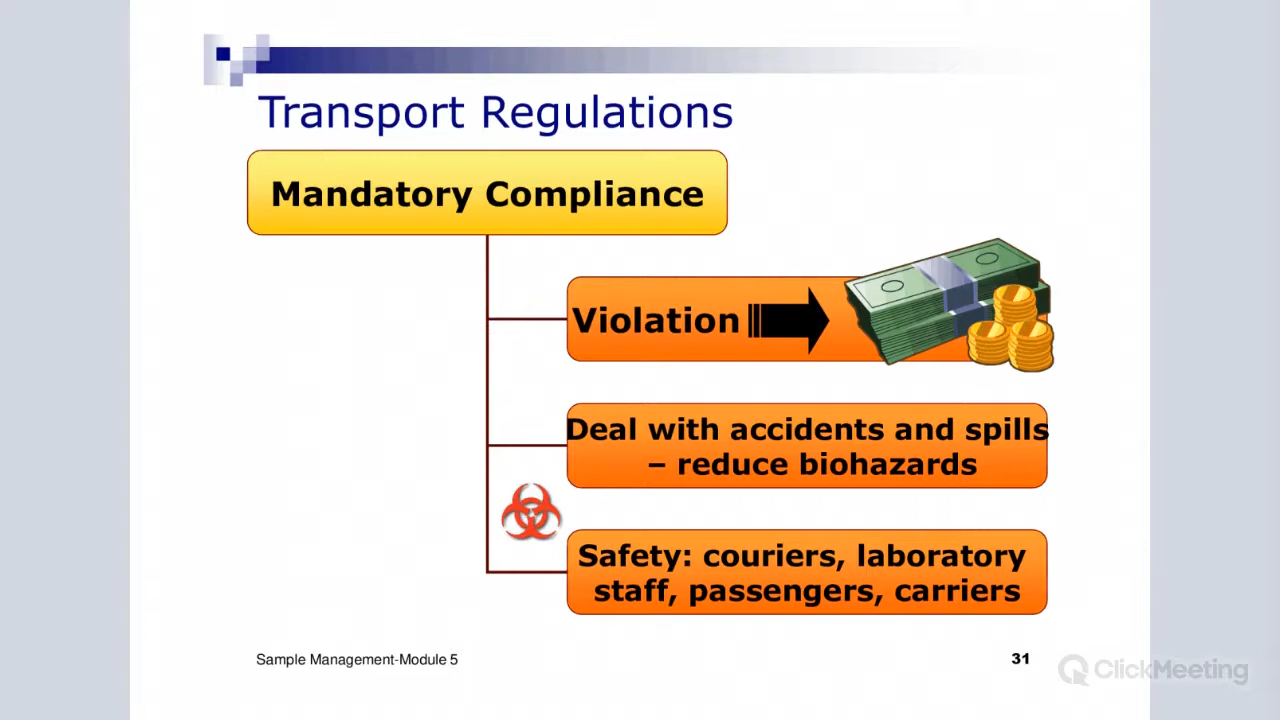 Transport Regulations
Mandatory Compliance
Violation
Deal with accidents and spills
– reduce biohazards
Safety: couriers, laboratory
staff, passengers, carriers
Sample Management-Module 5
31
ClickMeeting